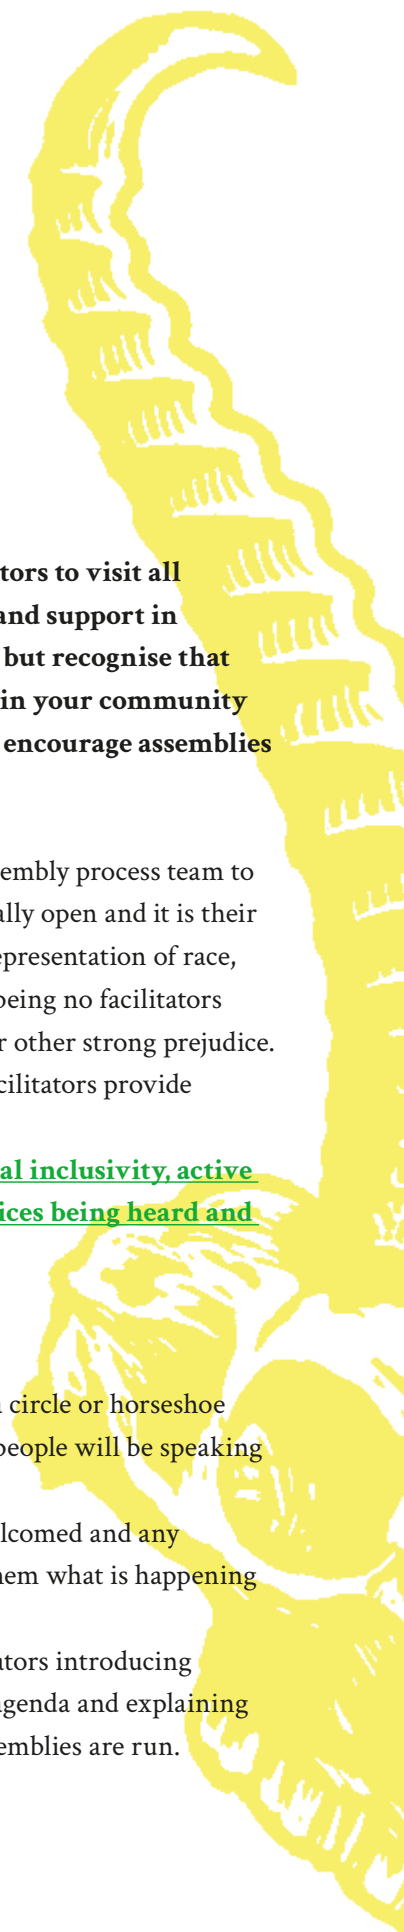 tors to visit all
and support in
but recognise that
in your community
encourage assemblies
embly process team to
ally open and it is their
epresentation of race,
being no facilitators
r other strong prejudice.
cilitators provide
al inclusivity, active
ices being heard and
circle or horseshoe
people will be speaking
lcomed and any
hem what is happening
ators introducing
agenda and explaining
emblies are run.